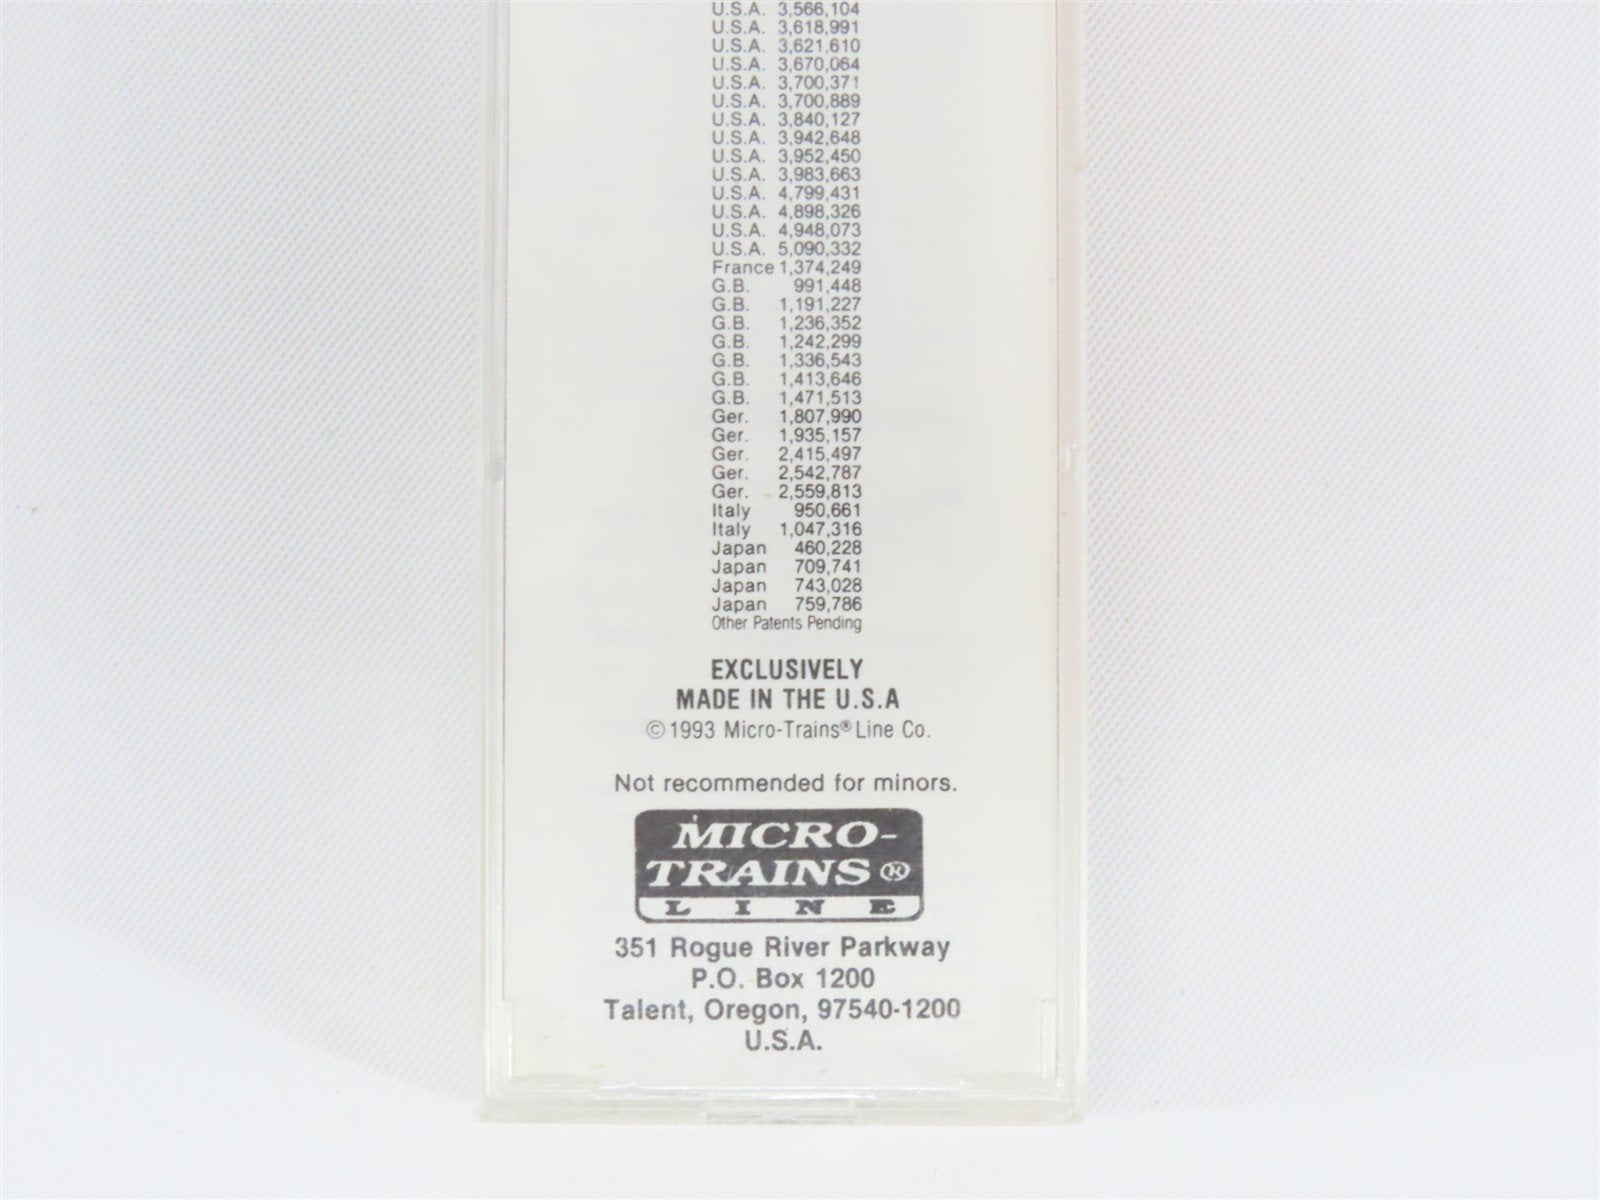 U.S.A. 3,566,104
U.S.A. 3,618,991
U.S.A. 3,621,610
U.S.A. 3,670,064
U.S.A. 3,700,371
U.S.A. 3,700,889
U.S.A. 3,840,127
U.S.A. 3,942,648
U.S.A. 3,952,450
U.S.A. 3,983,663
U.S.A. 4,799,431
U.S.A. 4,898,326
U.S.A. 4,948,073
U.S.A. 5,090,332
France 1,374,249
G.B. 991,448
G.B. 1,191,227
G.B. 1,236,352
G.B. 1,242,299
G.B. 1,336,543
G.B. 1,413,646
G.B. 1,471,513
Ger. 1,807,990
Ger. 1,935,157
Ger. 2,415,497
Ger. 2,542,787
Ger. 2,559,813
Italy 950,661
Italy 1,047,316
Japan 460,228
Japan 709,741
Japan 743,028
Japan 759,786
Other Patents Pending
EXCLUSIVELY
MADE IN THE U.S.A
©1993 Micro-Trains® Line Co.
Not recommended for minors.
MICRO-
TRAINS®
LINE
351 Rogue River Parkway
P.O. Box 1200
Talent, Oregon, 97540-1200
U.S.A.